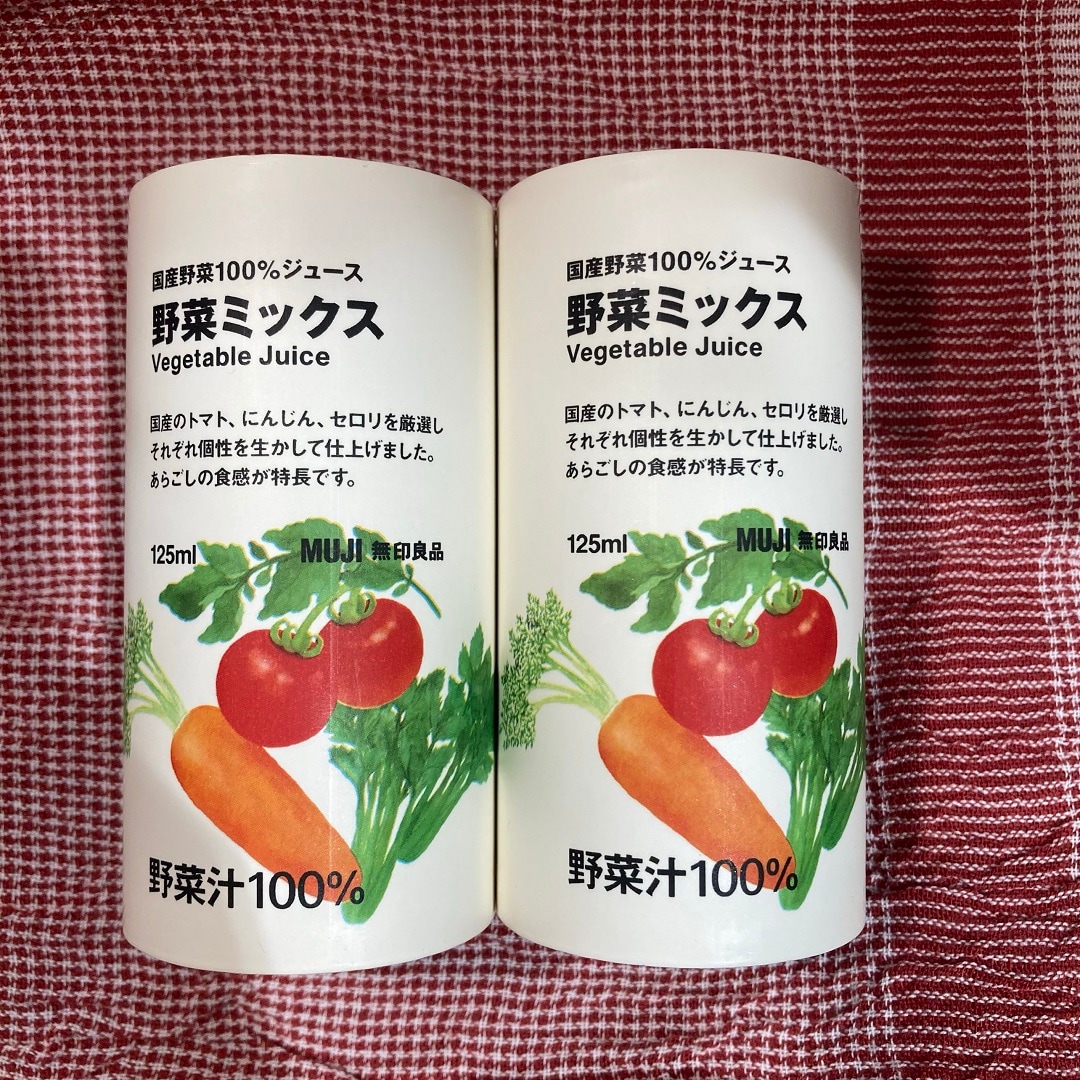 国産野菜100%ジュース
野菜ミックス
Vegetable Juice
国産のトマト、にんじん、セロリを厳選し
それぞれ個性を生かして仕上げました。
あらごしの食感が特長です。
125ml
MUJI 無印良品
野菜汁100%
国産野菜100%ジュース
野菜ミックス
Vegetable Juice
国産のトマト、にんじん、セロリを厳選し
それぞれ個性を生かして仕上げました。
あらごしの食感が特長です。
125ml
MUJI 無印良品
野菜汁100%